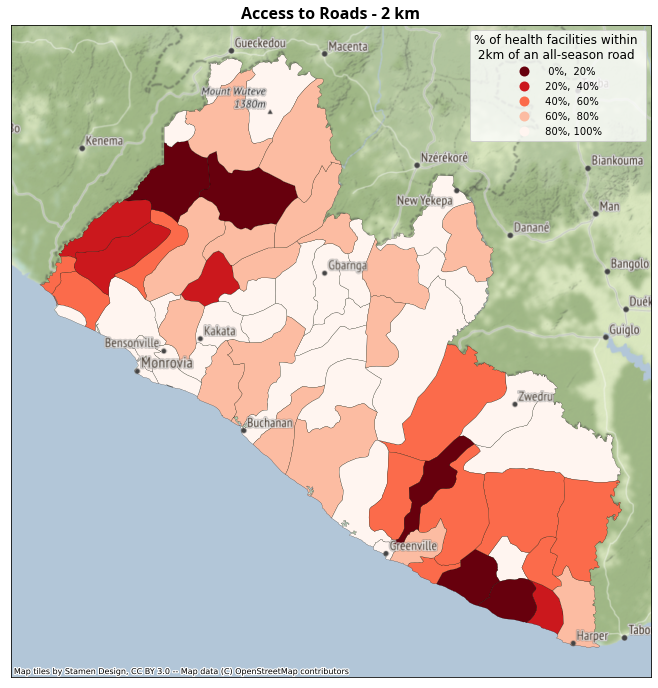 Access to Roads - 2 km
% of health facilities within
2km of an all-season road
0%, 20%
20%, 40%
40%, 60%
60%, 80%
80%, 100%
Gueckedou
Macenta
Mount Wuteve
1380m
Kenema
Nzérékoré
Biankouma
New Yekepa
Man
Danané
Gbarnga
Bangolo
Kakata
Guiglo
Bensonville
Monrovia
Zwedru
Buchanan
Greenville
Harper
Tabo
Map tiles by Stamen Design, CC BY 3.0 -- Map data (C) OpenStreetMap contributors